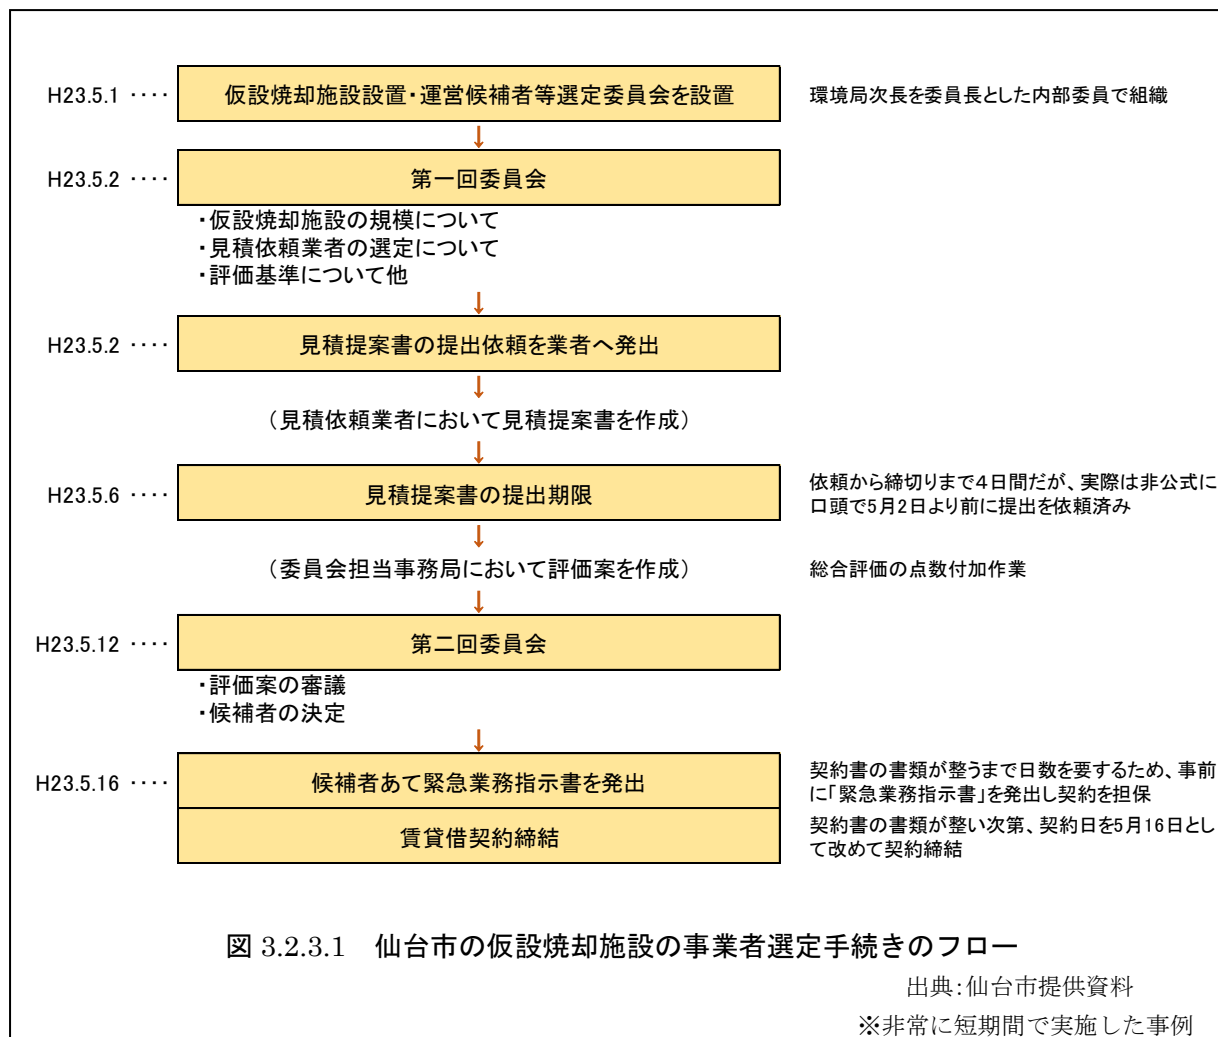 H23.5.1 ････ 仮設焼却施設設置・運営候補者等選定委員会を設置 環境局次長を委員長とした内部委員で組織
↓
H23.5.2 ････ 第一回委員会
・仮設焼却施設の規模について
・見積依頼業者の選定について
・評価基準について他
↓
H23.5.2 ････ 見積提案書の提出依頼を業者へ発出
↓
（見積依頼業者において見積提案書を作成）
↓
H23.5.6 ････ 見積提案書の提出期限
依頼から締切りまで４日間だが、実際は非公式に
口頭で5月2日より前に提出を依頼済み
↓
（委員会担当事務局において評価案を作成） 総合評価の点数付加作業
↓
H23.5.12 ････ 第二回委員会
・評価案の審議
・候補者の決定
↓
H23.5.16 ････ 候補者あて緊急業務指示書を発出
契約書の書類が整うまで日数を要するため、事前
に「緊急業務指示書」を発出し契約を担保
賃貸借契約締結
契約書の書類が整い次第、契約日を5月16日とし
て改めて契約締結
図 3.2.3.1　仙台市の仮設焼却施設の事業者選定手続きのフロー
出典：仙台市提供資料
※非常に短期間で実施した事例